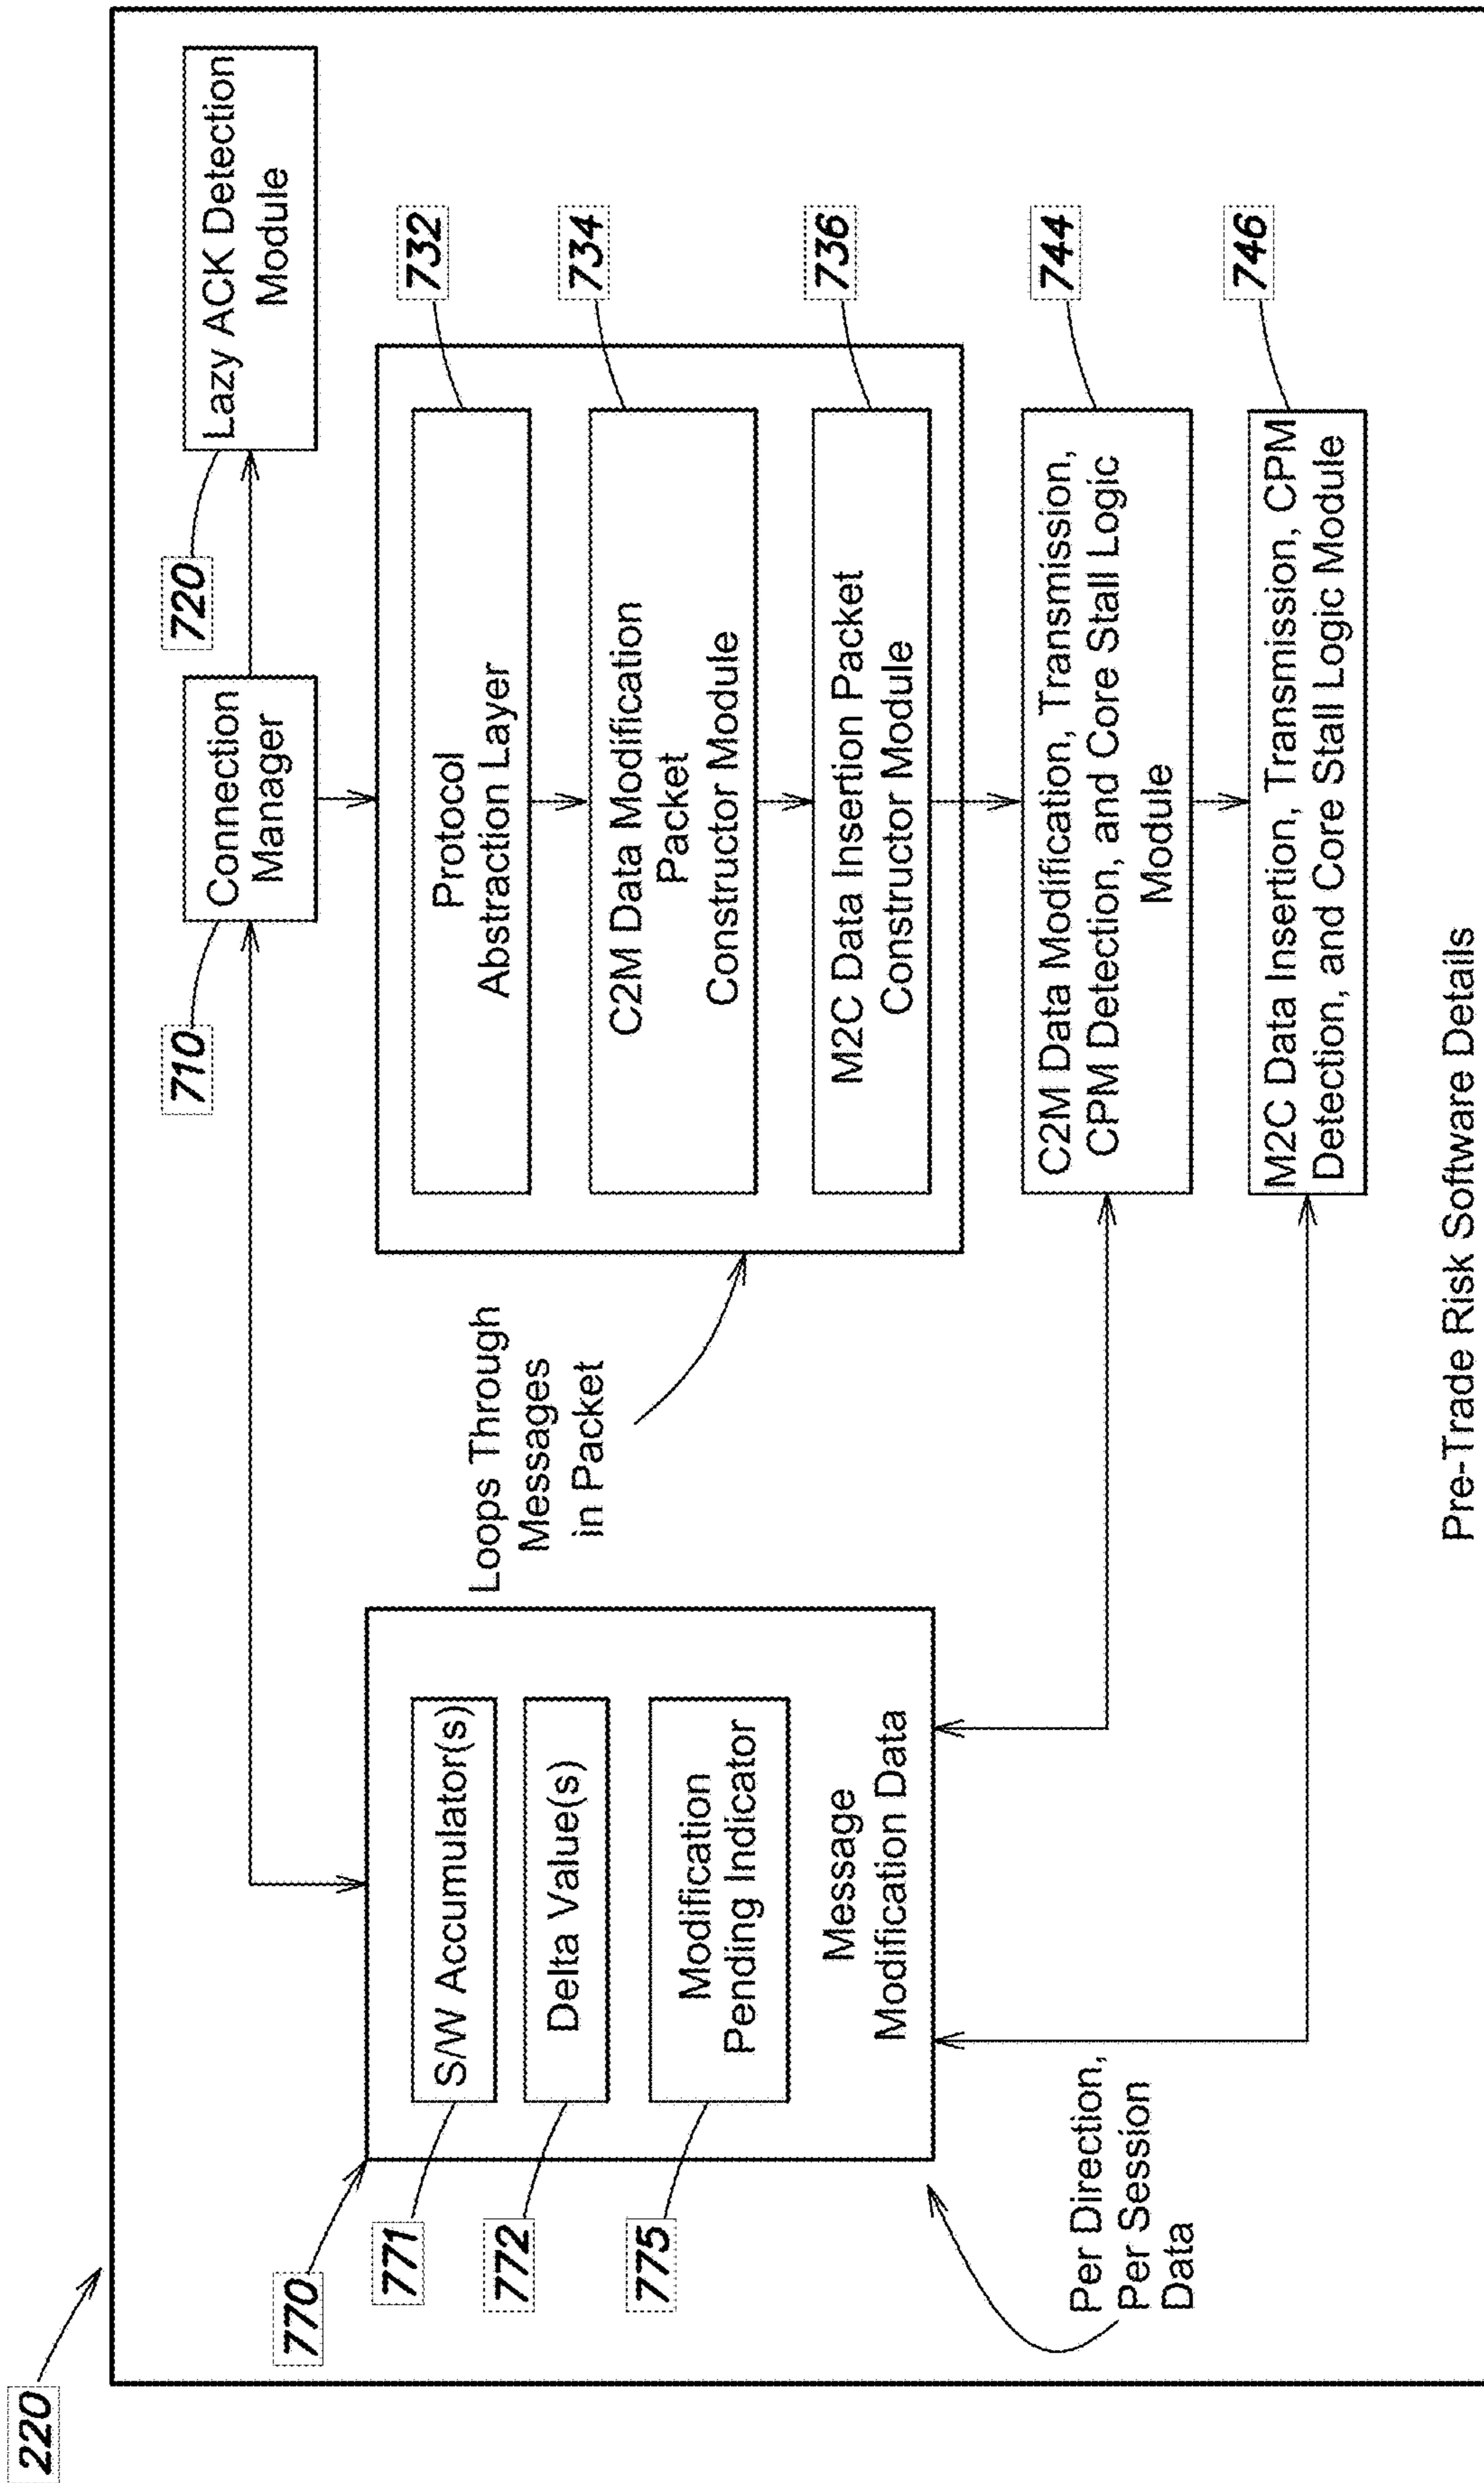 220
710
Connection
Manager
720
Lazy ACK Detection
Module
770
771
S/W Accumulator(s)
772
Delta Value(s)
775
Modification
Pending Indicator
Message
Modification Data
Per Direction,
Per Session
Data
Loops Through
Messages
in Packet
Protocol
Abstraction Layer
732
C2M Data Modification
Packet
Constructor Module
734
M2C Data Insertion Packet
Constructor Module
736
C2M Data Modification, Transmission,
CPM Detection, and Core Stall Logic
Module
744
M2C Data Insertion, Transmission, CPM
Detection, and Core Stall Logic Module
746
Pre-Trade Risk Software Details